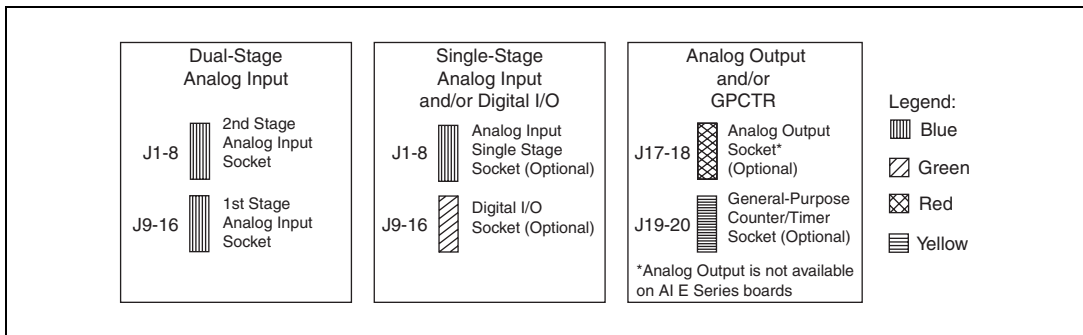 Dual-Stage
Analog Input
J1-8
2nd Stage
Analog Input
Socket
J9-16
1st Stage
Analog Input
Socket
Single-Stage
Analog Input
and/or Digital I/O
J1-8
Analog Input
Single Stage
Socket (Optional)
J9-16
Digital I/O
Socket (Optional)
Analog Output
and/or
GPCTR
J17-18
Analog Output
Socket*
(Optional)
J19-20
General-Purpose
Counter/Timer
Socket (Optional)
*Analog Output is not available
on AI E Series boards
Legend:
Blue
Green
Red
Yellow